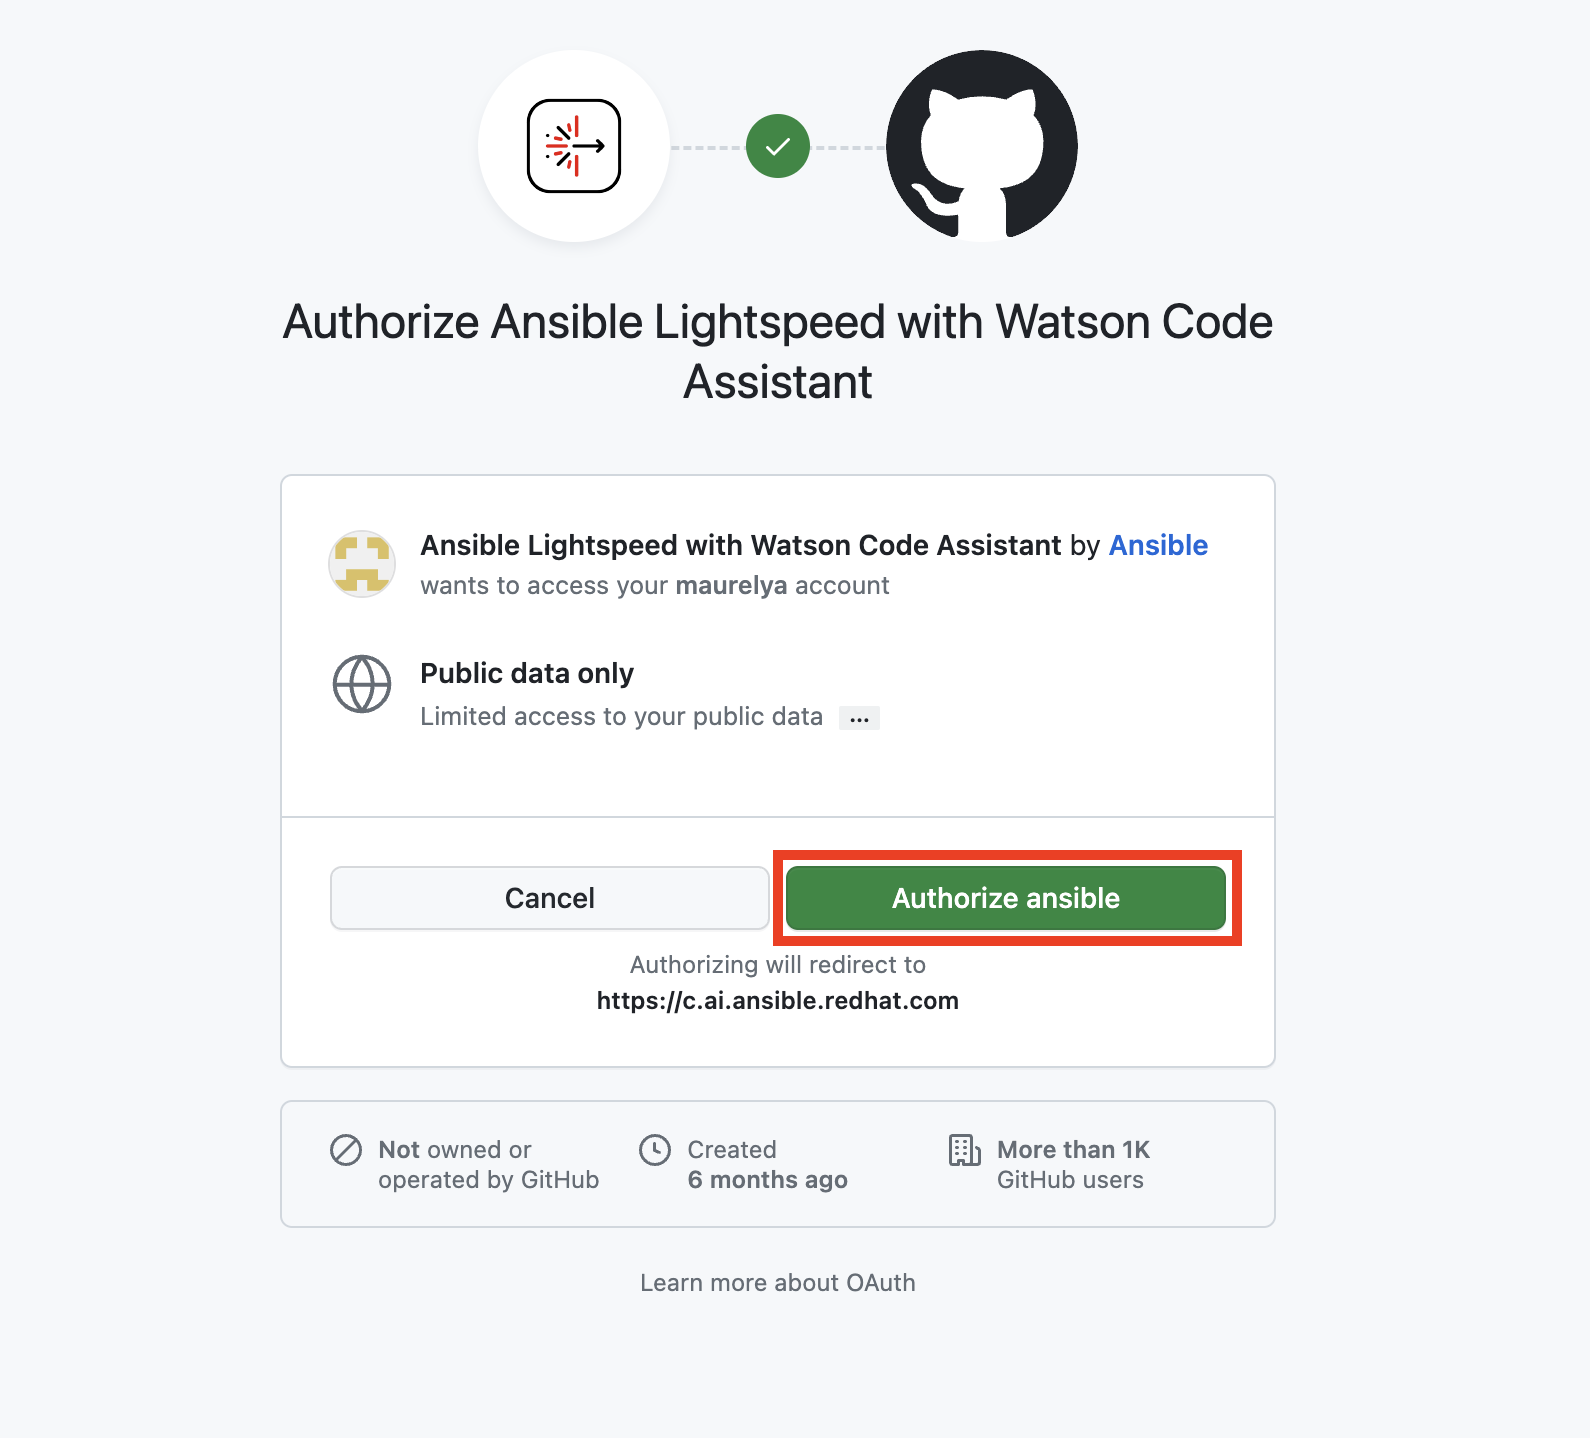 Authorize Ansible Lightspeed with Watson Code
Assistant
Ansible Lightspeed with Watson Code Assistant by Ansible
wants to access your maurelya account
Public data only
Limited access to your public data ...
Cancel
Authorize ansible
Authorizing will redirect to
https://c.ai.ansible.redhat.com
Not owned or
operated by GitHub
Created
6 months ago
More than 1K
GitHub users
Learn more about OAuth